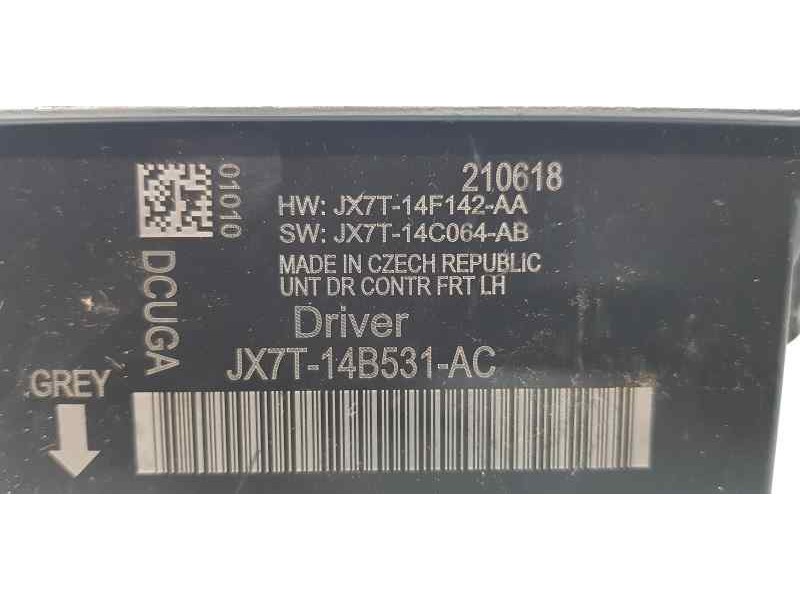 01010
DCUGA
210618
HW: JX7T-14F142-AA
SW: JX7T-14C064-AB
MADE IN CZECH REPUBLIC
UNT DR CONTR FRT LH
Driver
JX7T-14B531-AC
GREY